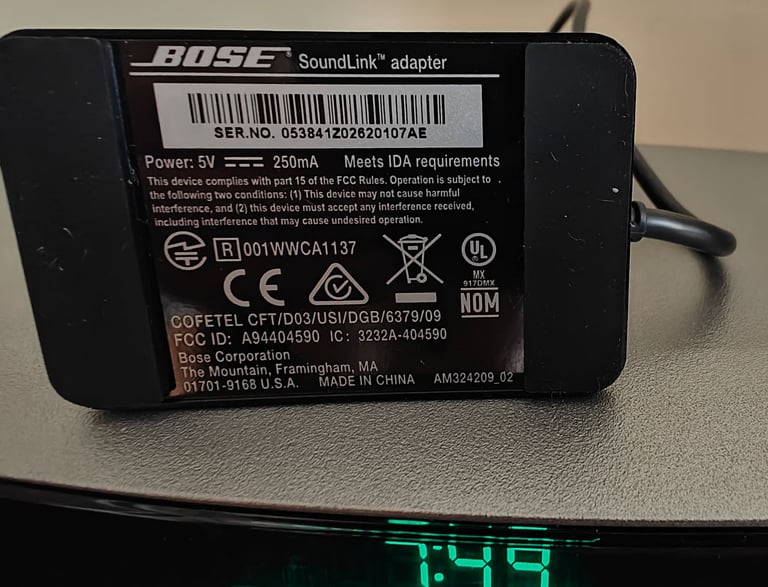 BOSE® SoundLink™ adapter
SER.NO. 053841Z02620107AE
Power: 5V 250mA Meets IDA requirements
This device complies with part 15 of the FCC Rules. Operation is subject to
the following two conditions: (1) This device may not cause harmful
interference, and (2) this device must accept any interference received,
including interference that may cause undesired operation.
R 001WWCA1137
UL
MX
917DMX
CE
NOM
COFETEL CFT/D03/USI/DGB/6379/09
FCC ID: A94404590 IC: 3232A-404590
Bose Corporation
The Mountain, Framingham, MA
01701-9168 U.S.A. MADE IN CHINA AM324209_02
7:49